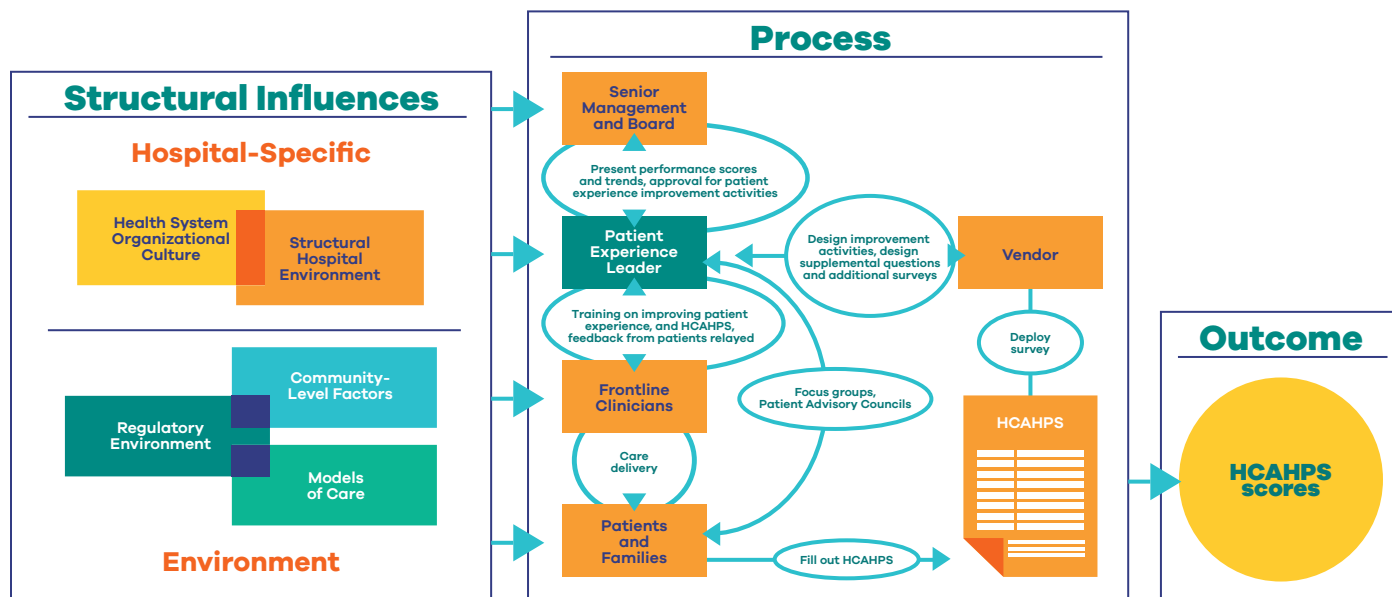 Structural Influences
Hospital-Specific
Health System
Organizational
Culture
Structural
Hospital
Environment
Community-
Level Factors
Regulatory
Environment
Models
of Care
Environment
Process
Senior
Management
and Board
Present performance scores
and trends, approval for patient
experience improvement activities
Patient
Experience
Leader
Design improvement
activities, design
supplemental questions
and additional surveys
Vendor
Training on improving patient
experience, and HCAHPS,
feedback from patients relayed
Deploy
survey
Frontline
Clinicians
Focus groups,
Patient Advisory Councils
HCAHPS
Care
delivery
Patients
and
Families
Fill out HCAHPS
Outcome
HCAHPS
scores